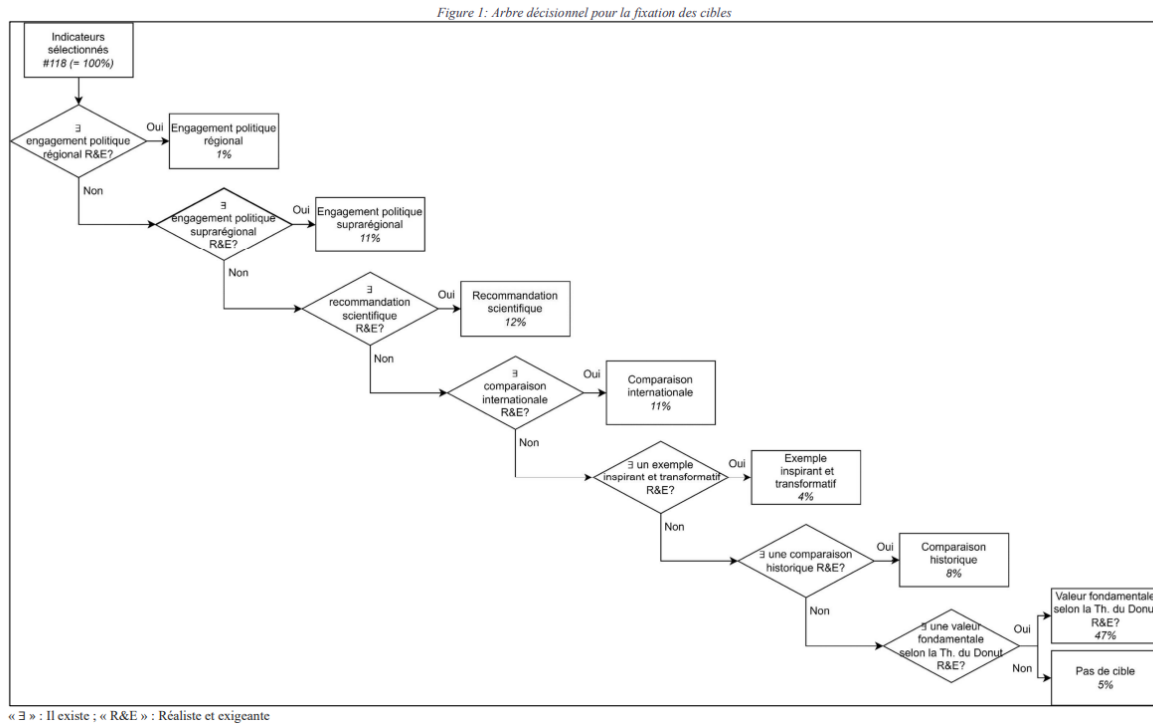 Figure 1: Arbre décisionnel pour la fixation des cibles
Indicateurs
sélectionnés
#118 (= 100%)
∃
engagement politique
régional R&E?
Oui
Engagement politique
régional
1%
Non
∃
engagement politique
suprarégional
R&E?
Oui
Engagement politique
suprarégional
11%
Non
∃
recommandation
scientifique
R&E?
Oui
Recommandation
scientifique
12%
Non
∃
comparaison
internationale
R&E?
Oui
Comparaison
internationale
11%
Non
∃ un exemple
inspirant et transformatif
R&E?
Oui
Exemple
inspirant et
transformatif
4%
Non
∃ une comparaison
historique R&E?
Oui
Comparaison
historique
8%
Non
∃ une valeur
fondamentale
selon la Th. du Donut
R&E?
Oui
Valeur fondamentale
selon la Th. du Donut
R&E?
47%
Non
Pas de cible
5%
« ∃ » : Il existe ; « R&E » : Réaliste et exigeante